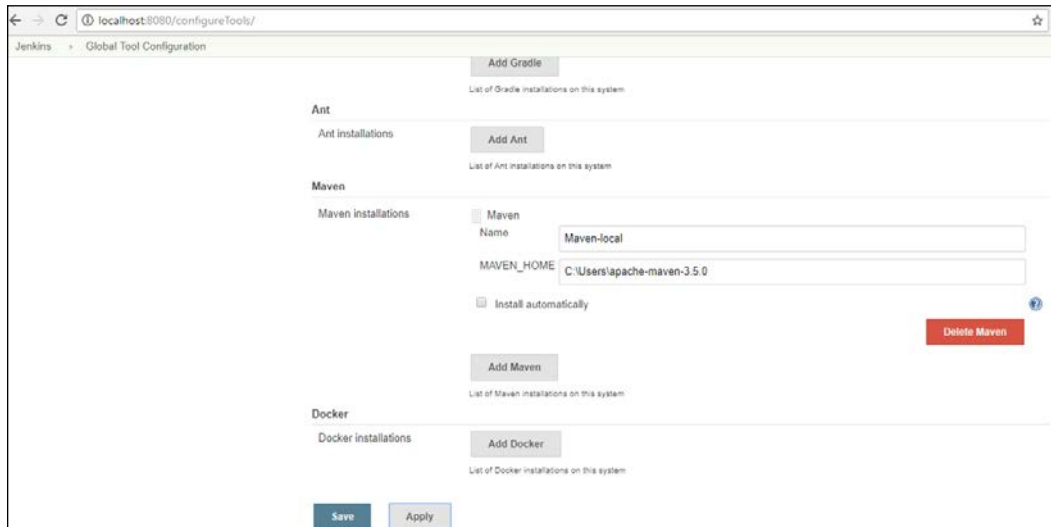 localhost:8080/configureTools/
Jenkins › Global Tool Configuration
Add Gradle
List of Gradle installations on this system
Ant
Ant installations
Add Ant
List of Ant installations on this system
Maven
Maven installations
Maven
Name Maven-local
MAVEN_HOME C:\Users\apache-maven-3.5.0
Install automatically
Delete Maven
Add Maven
List of Maven installations on this system
Docker
Docker installations
Add Docker
List of Docker installations on this system
Save Apply